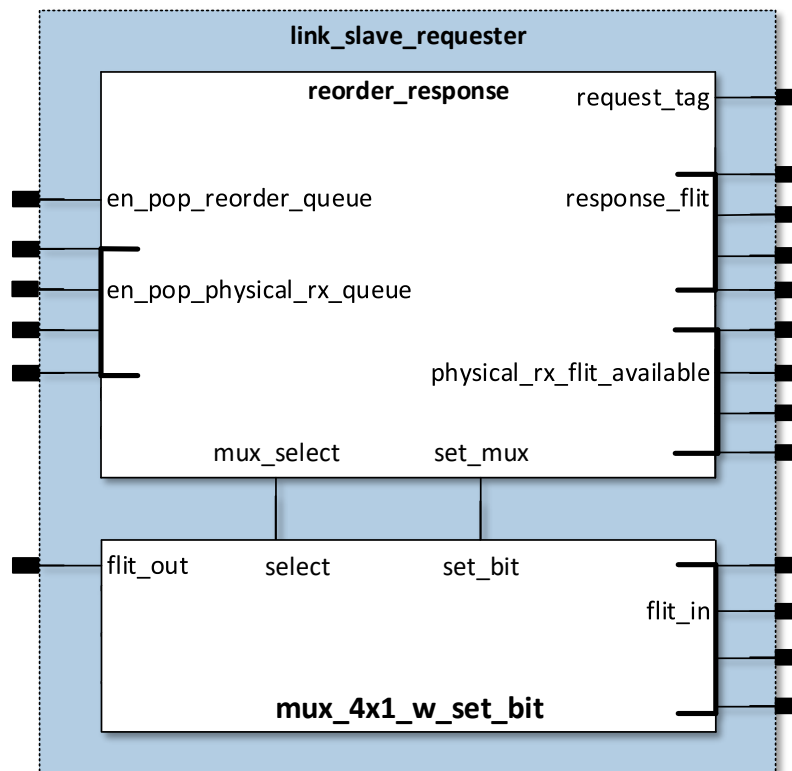 link_slave_requester
reorder_response
request_tag
en_pop_reorder_queue
response_flit
en_pop_physical_rx_queue
physical_rx_flit_available
mux_select
set_mux
flit_out
select
set_bit
flit_in
mux_4x1_w_set_bit